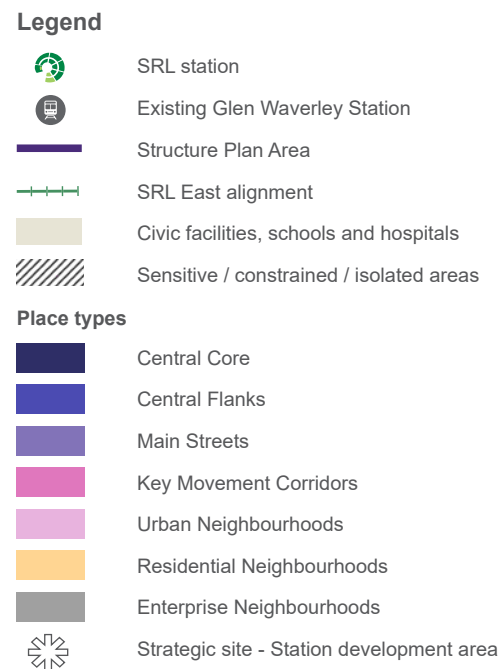 Legend
SRL station
Existing Glen Waverley Station
Structure Plan Area
SRL East alignment
Civic facilities, schools and hospitals
Sensitive / constrained / isolated areas
Place types
Central Core
Central Flanks
Main Streets
Key Movement Corridors
Urban Neighbourhoods
Residential Neighbourhoods
Enterprise Neighbourhoods
Strategic site - Station development area